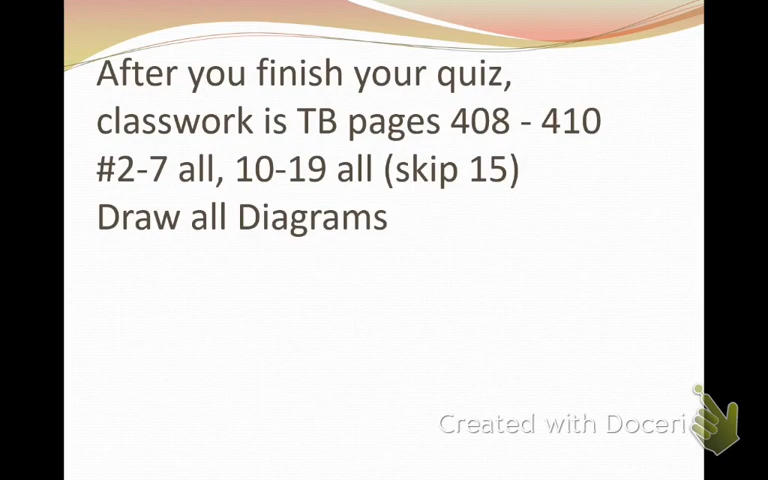 After you finish your quiz,
classwork is TB pages 408 - 410
#2-7 all, 10-19 all (skip 15)
Draw all Diagrams
Created with Doceri